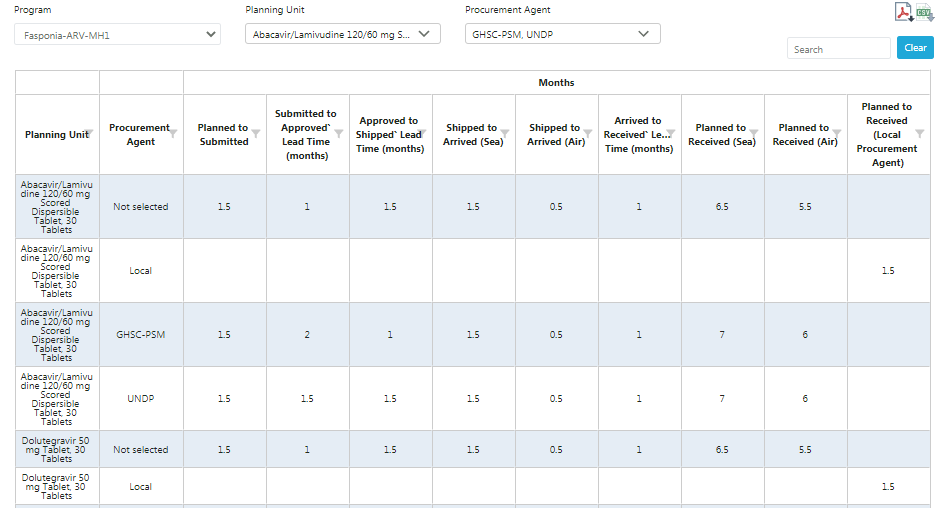 Program
Planning Unit
Procurement Agent
CSV
Fasponia-ARV-MH1
Abacavir/Lamivudine 120/60 mg S...
GHSC-PSM, UNDP
Search
Clear
Months
Planning Unit
Procurement
Agent
Planned to
Submitted
Submitted to
Approved`
Lead Time
(months)
Approved to
Shipped` Lead
Time (months)
Shipped to
Arrived (Sea)
Shipped to
Arrived (Air)
Arrived to
Received` Le...
Time (months)
Planned to
Received (Sea)
Planned to
Received (Air)
Planned to
Received
(Local
Procurement
Agent)
Abacavir/Lamivu
dine 120/60 mg
Scored
Dispersible
Tablet, 30
Tablets
Not selected
1.5
1
1.5
1.5
0.5
1
6.5
5.5
Abacavir/Lamivu
dine 120/60 mg
Scored
Dispersible
Tablet, 30
Tablets
Local
1.5
Abacavir/Lamivu
dine 120/60 mg
Scored
Dispersible
Tablet, 30
Tablets
GHSC-PSM
1.5
2
1
1.5
0.5
1
7
6
Abacavir/Lamivu
dine 120/60 mg
Scored
Dispersible
Tablet, 30
Tablets
UNDP
1.5
1.5
1.5
1.5
0.5
1
7
6
Dolutegravir 50
mg Tablet, 30
Tablets
Not selected
1.5
1
1.5
1.5
0.5
1
6.5
5.5
Dolutegravir 50
mg Tablet, 30
Tablets
Local
1.5